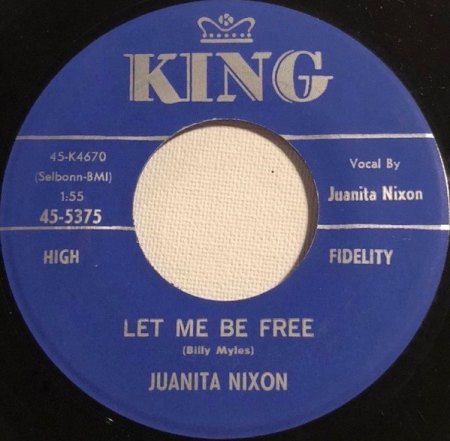 K
KING
45-K4670
(Selbonn-BMI)
1:55
45-5375
Vocal By
Juanita Nixon
HIGH FIDELITY
LET ME BE FREE
(Billy Myles)
JUANITA NIXON